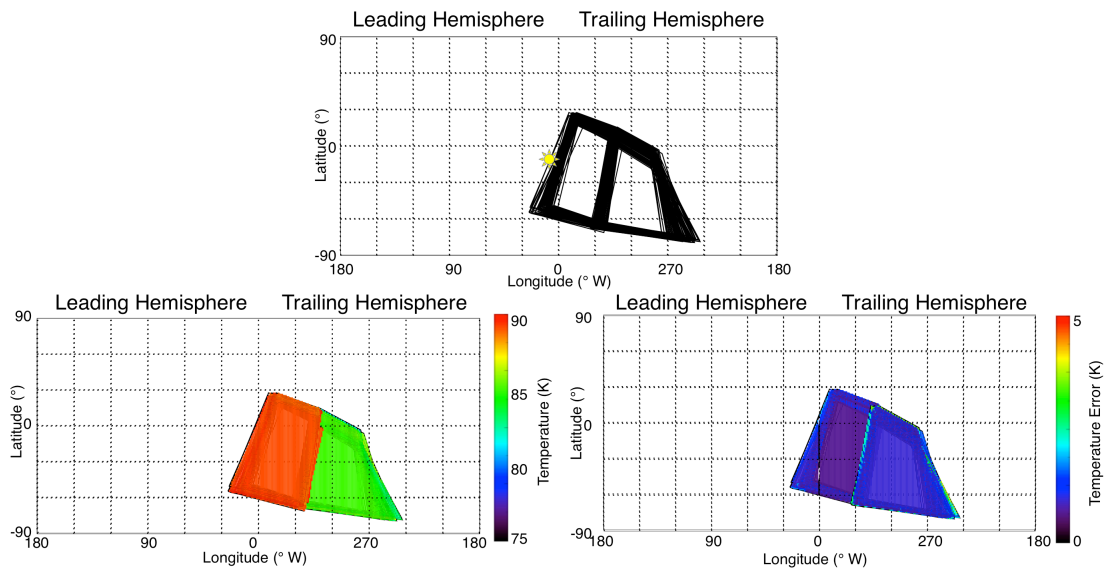 Leading Hemisphere Trailing Hemisphere
90
0
-90
Latitude (°)
180 90 0 270 180
Longitude (° W)
Leading Hemisphere Trailing Hemisphere
90
0
-90
Latitude (°)
180 90 0 270 180
Longitude (° W)
90
85
80
75
Temperature (K)
Leading Hemisphere Trailing Hemisphere
90
0
-90
Latitude (°)
180 90 0 270 180
Longitude (° W)
5
0
Temperature Error (K)